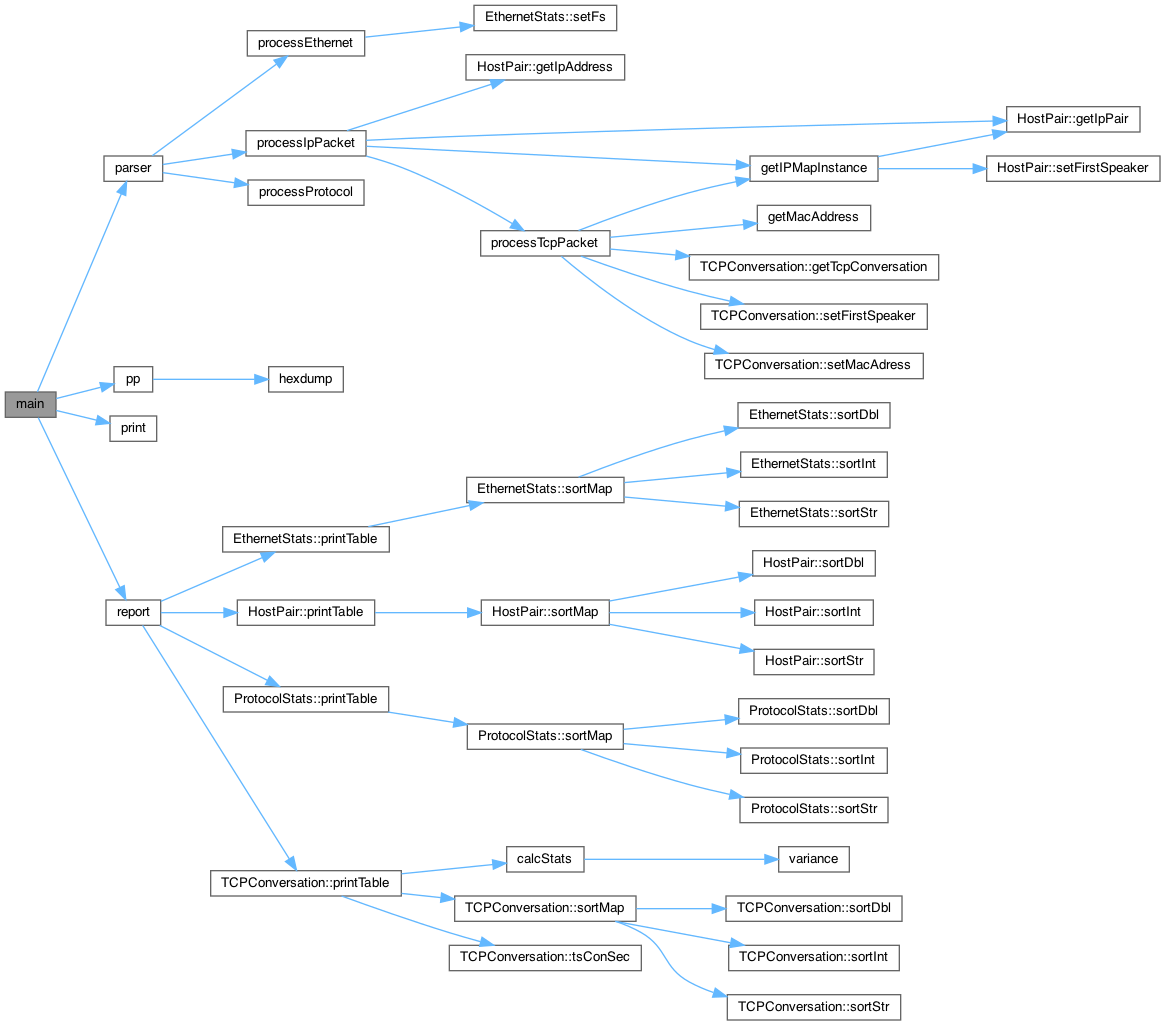 EthernetStats::setFs
processEthernet
HostPair::getIpAddress
HostPair::getIpPair
processIpPacket
parser
getIPMapInstance
HostPair::setFirstSpeaker
processProtocol
getMacAddress
processTcpPacket
TCPConversation::getTcpConversation
TCPConversation::setFirstSpeaker
TCPConversation::setMacAdress
pp
hexdump
main
print
EthernetStats::sortDbl
EthernetStats::sortInt
EthernetStats::sortMap
EthernetStats::sortStr
EthernetStats::printTable
HostPair::sortDbl
report
HostPair::printTable
HostPair::sortMap
HostPair::sortInt
HostPair::sortStr
ProtocolStats::printTable
ProtocolStats::sortDbl
ProtocolStats::sortMap
ProtocolStats::sortInt
ProtocolStats::sortStr
calcStats
variance
TCPConversation::printTable
TCPConversation::sortMap
TCPConversation::sortDbl
TCPConversation::tsConSec
TCPConversation::sortInt
TCPConversation::sortStr